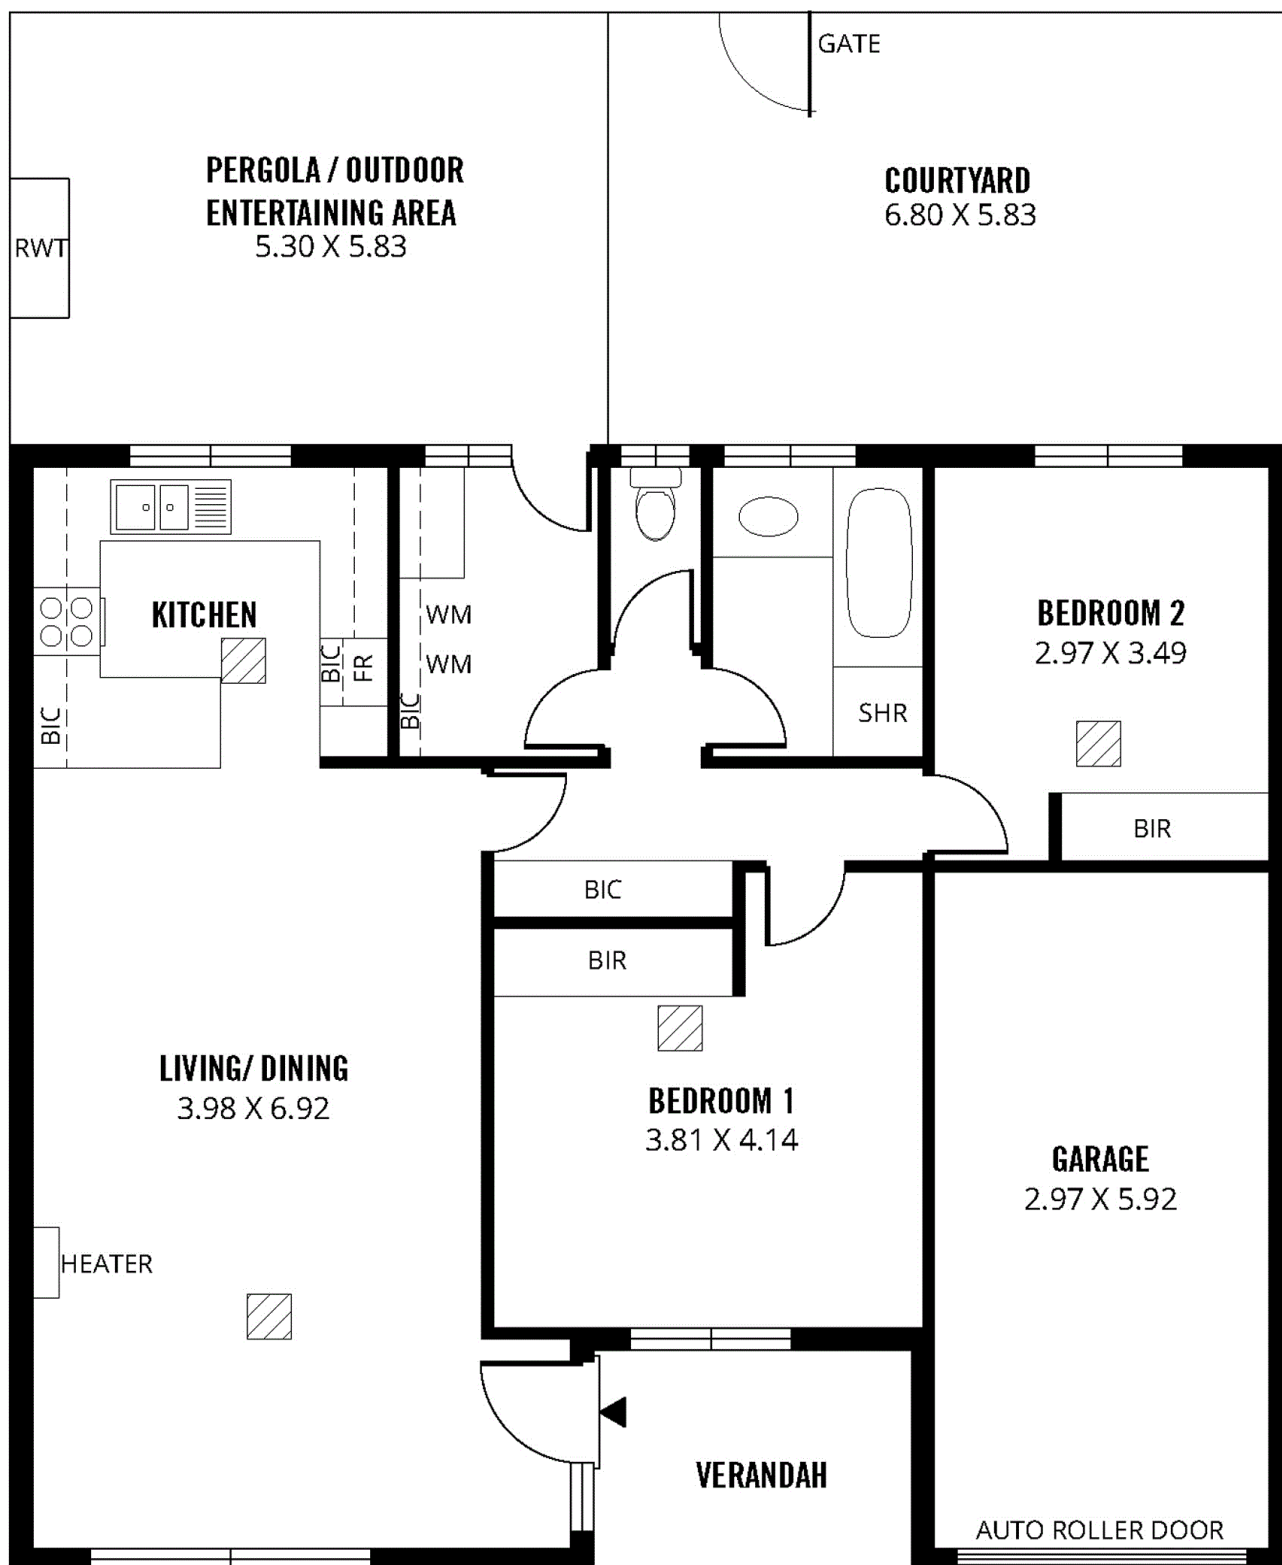 GATE
PERGOLA / OUTDOOR
ENTERTAINING AREA
5.30 X 5.83
COURTYARD
6.80 X 5.83
RWT
KITCHEN
BIC
BIC
FR
WM
WM
BIC
SHR
BEDROOM 2
2.97 X 3.49
BIR
BIC
BIR
LIVING/ DINING
3.98 X 6.92
BEDROOM 1
3.81 X 4.14
GARAGE
2.97 X 5.92
HEATER
VERANDAH
AUTO ROLLER DOOR